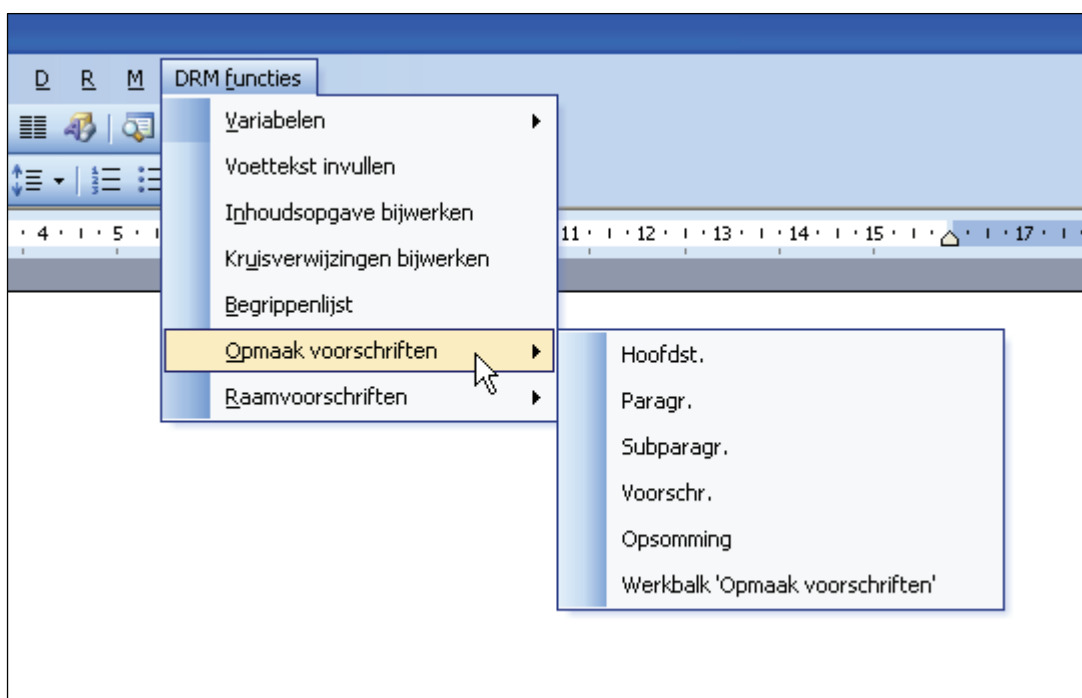 D R M DRM functies
Variabelen
Voettekst invullen
Inhoudsopgave bijwerken
· 4 · ı · 5 · ı 11 · ı · 12 · ı · 13 · ı · 14 · ı · 15 · ı · ı · 17 · ı
Kruisverwijzingen bijwerken
Begrippenlijst
Opmaak voorschriften
Hoofdst.
Raamvoorschriften
Paragr.
Subparagr.
Voorschr.
Opsomming
Werkbalk 'Opmaak voorschriften'